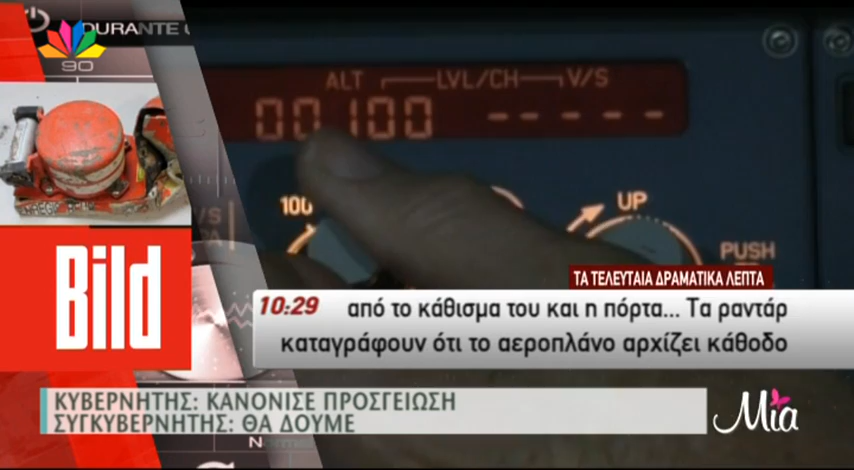 DURANTE
90
ALT LVL/CH V/S
00100 - - - - -
100
UP
PUSH
Bild
ΤΑ ΤΕΛΕΥΤΑΙΑ ΔΡΑΜΑΤΙΚΑ ΛΕΠΤΑ
10:29 από το κάθισμα του και η πόρτα... Τα ραντάρ
καταγράφουν ότι το αεροπλάνο αρχίζει κάθοδο
ΚΥΒΕΡΝΗΤΗΣ: ΚΑΝΟΝΙΣΕ ΠΡΟΣΓΕΙΩΣΗ
ΣΥΓΚΥΒΕΡΝΗΤΗΣ: ΘΑ ΔΟΥΜΕ
Μία